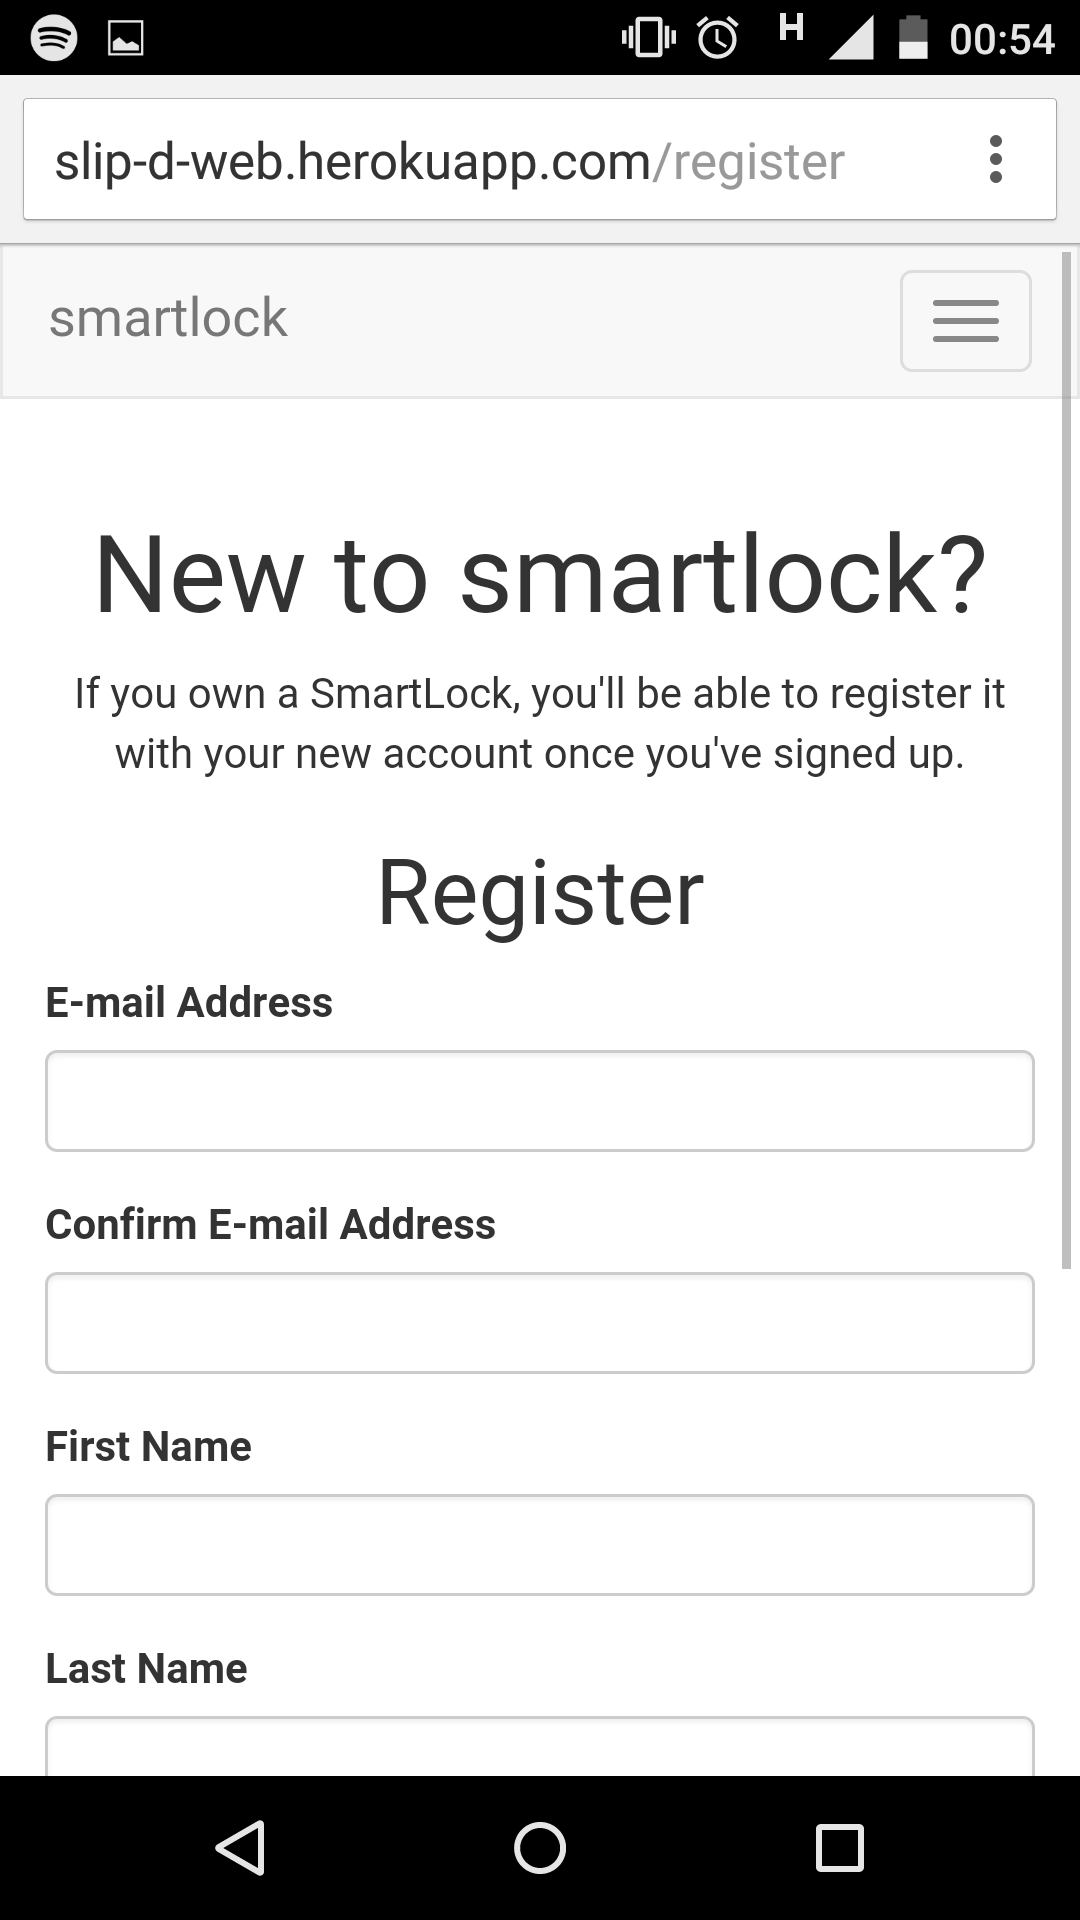 H 00:54
slip-d-web.herokuapp.com/register
smartlock
New to smartlock?
If you own a SmartLock, you'll be able to register it
with your new account once you've signed up.
Register
E-mail Address
Confirm E-mail Address
First Name
Last Name